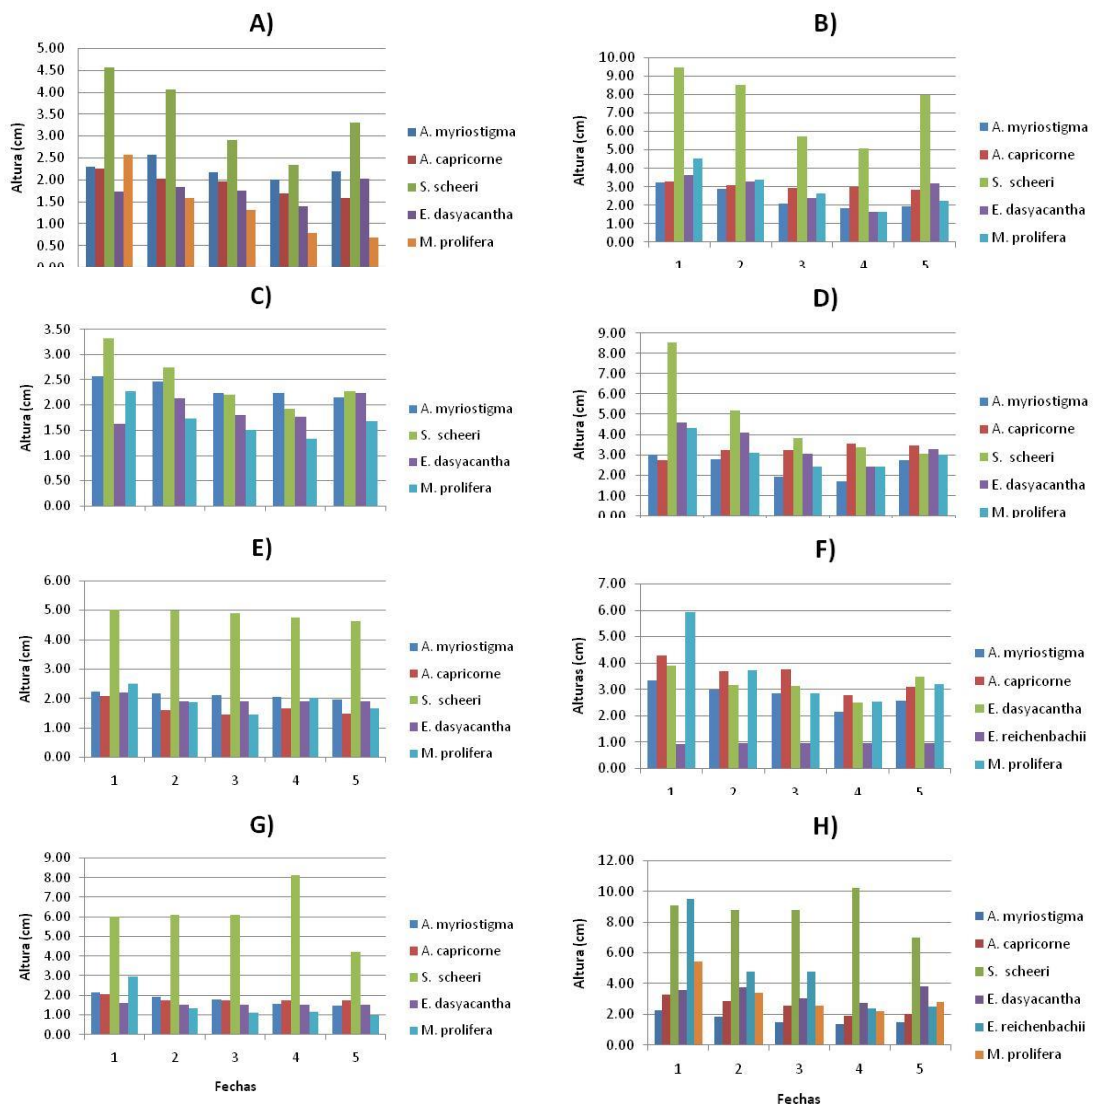 A)
5.00
4.50
4.00
3.50
3.00
2.50
2.00
1.50
1.00
0.50
0.00
Altura (cm)
A. myriostigma
A. capricorne
S. scheeri
E. dasyacantha
M. prolifera
B)
10.00
9.00
8.00
7.00
6.00
5.00
4.00
3.00
2.00
1.00
0.00
Altura (cm)
1 2 3 4 5
A. myriostigma
A. capricorne
S. scheeri
E. dasyacantha
M. prolifera
C)
3.50
3.00
2.50
2.00
1.50
1.00
0.50
0.00
Altura (cm)
A. myriostigma
S. scheeri
E. dasyacantha
M. prolifera
D)
9.00
8.00
7.00
6.00
5.00
4.00
3.00
2.00
1.00
0.00
Altura (cm)
A. myriostigma
A. capricorne
S. scheeri
E. dasyacantha
M. prolifera
E)
6.00
5.00
4.00
3.00
2.00
1.00
0.00
Altura (cm)
1 2 3 4 5
A. myriostigma
A. capricorne
S. scheeri
E. dasyacantha
M. prolifera
F)
7.00
6.00
5.00
4.00
3.00
2.00
1.00
0.00
Alturas (cm)
1 2 3 4 5
A. myriostigma
A. capricorne
E. dasyacantha
E. reichenbachii
M. prolifera
G)
9.00
8.00
7.00
6.00
5.00
4.00
3.00
2.00
1.00
0.00
Altura (cm)
1 2 3 4 5
Fechas
A. myriostigma
A. capricorne
S. scheeri
E. dasyacantha
M. prolifera
H)
12.00
10.00
8.00
6.00
4.00
2.00
0.00
Altura (cm)
1 2 3 4 5
Fechas
A. myriostigma
A. capricorne
S. scheeri
E. dasyacantha
E. reichenbachii
M. prolifera